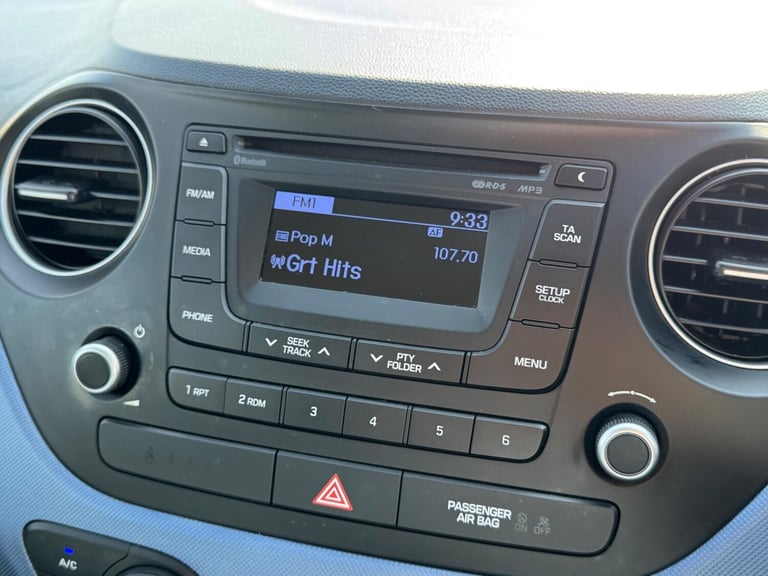 Bluetooth
R·D·S MP3
FM/AM
MEDIA
PHONE
FM1
9:33
AF
Pop M
107.70
Grt Hits
TA
SCAN
SETUP
CLOCK
MENU
SEEK
TRACK
PTY
FOLDER
1 RPT
2 RDM
3
4
5
6
PASSENGER
AIR BAG
ON
OFF
A/C